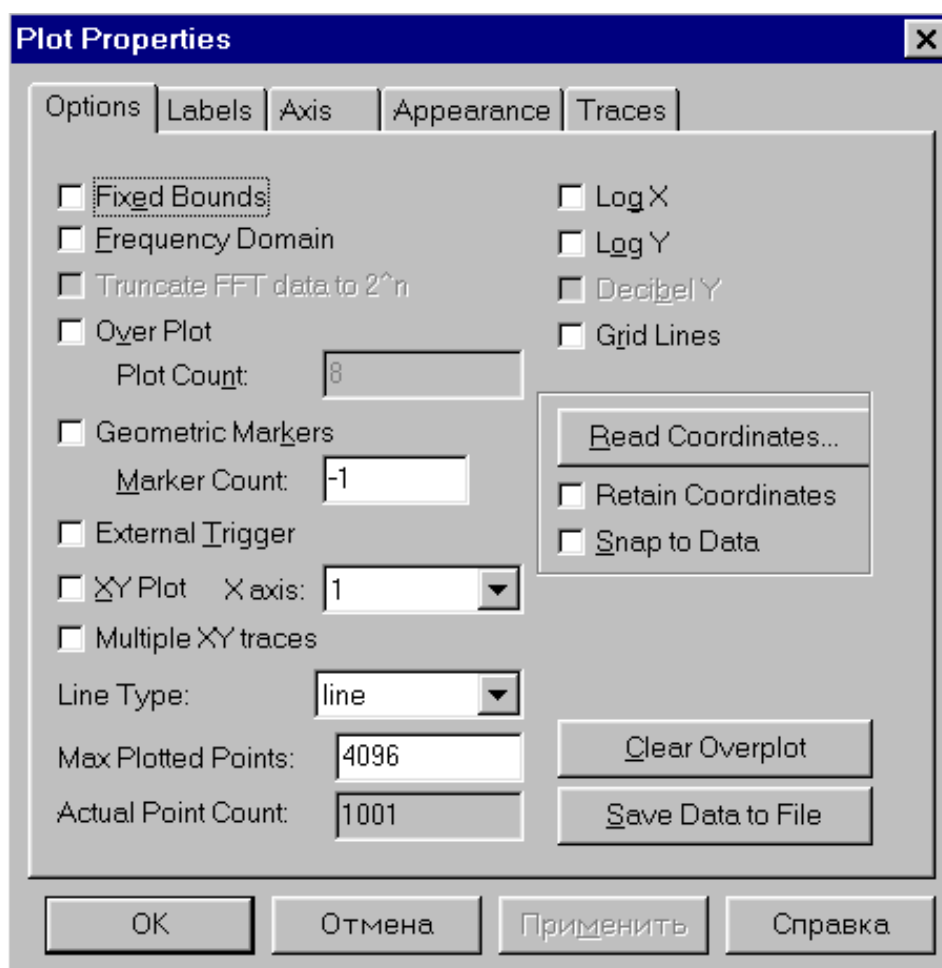 Plot Properties
Options Labels Axis Appearance Traces
Fixed Bounds
Frequency Domain
Truncate FFT data to 2^n
Over Plot
Plot Count: 8
Geometric Markers
Marker Count: -1
External Trigger
XY Plot X axis: 1
Multiple XY traces
Line Type: line
Max Plotted Points: 4096
Actual Point Count: 1001
Log X
Log Y
Decibel Y
Grid Lines
Read Coordinates...
Retain Coordinates
Snap to Data
Clear Overplot
Save Data to File
OK Отмена Применить Справка